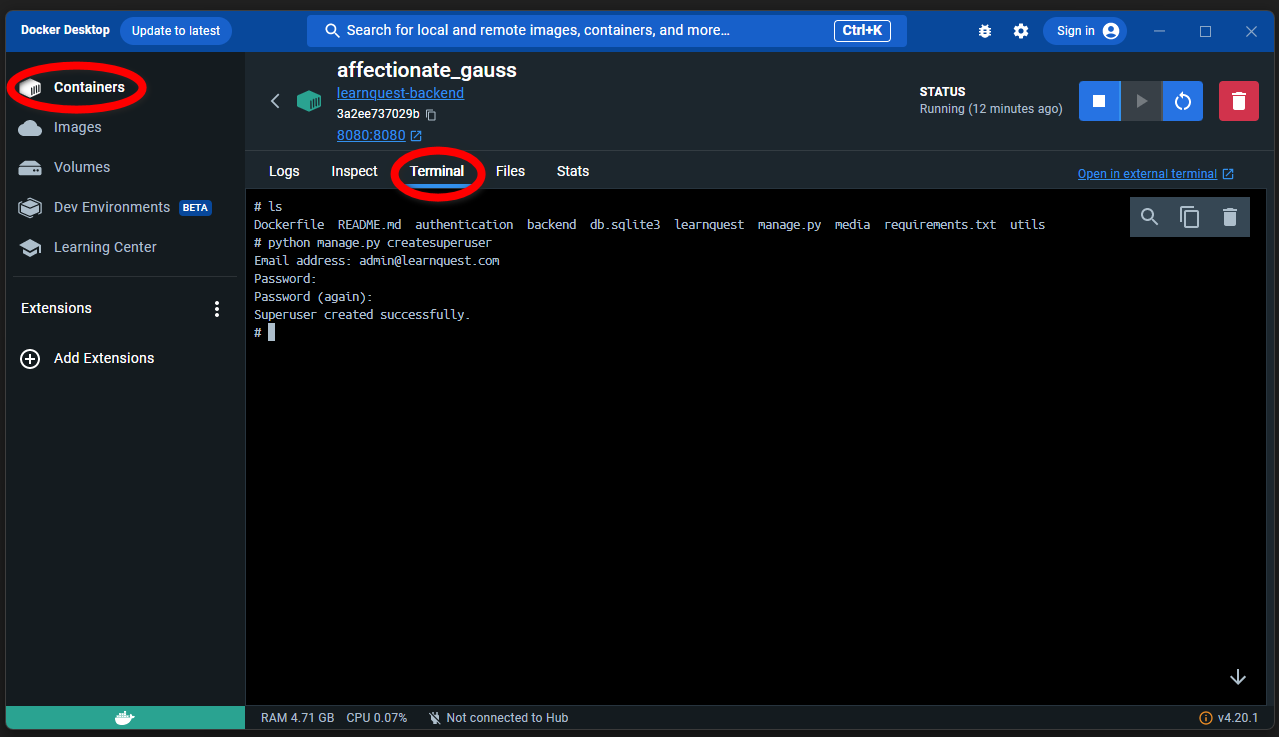 Docker Desktop
Update to latest
Search for local and remote images, containers, and more...
Ctrl+K
Sign in
Containers
Images
Volumes
Dev Environments BETA
Learning Center
Extensions
Add Extensions
affectionate_gauss
learnquest-backend
3a2ee737029b
8080:8080
STATUS
Running (12 minutes ago)
Logs Inspect Terminal Files Stats
Open in external terminal
# ls
Dockerfile README.md authentication backend db.sqlite3 learnquest manage.py media requirements.txt utils
# python manage.py createsuperuser
Email address: admin@learnquest.com
Password:
Password (again):
Superuser created successfully.
#
RAM 4.71 GB CPU 0.07% Not connected to Hub
v4.20.1